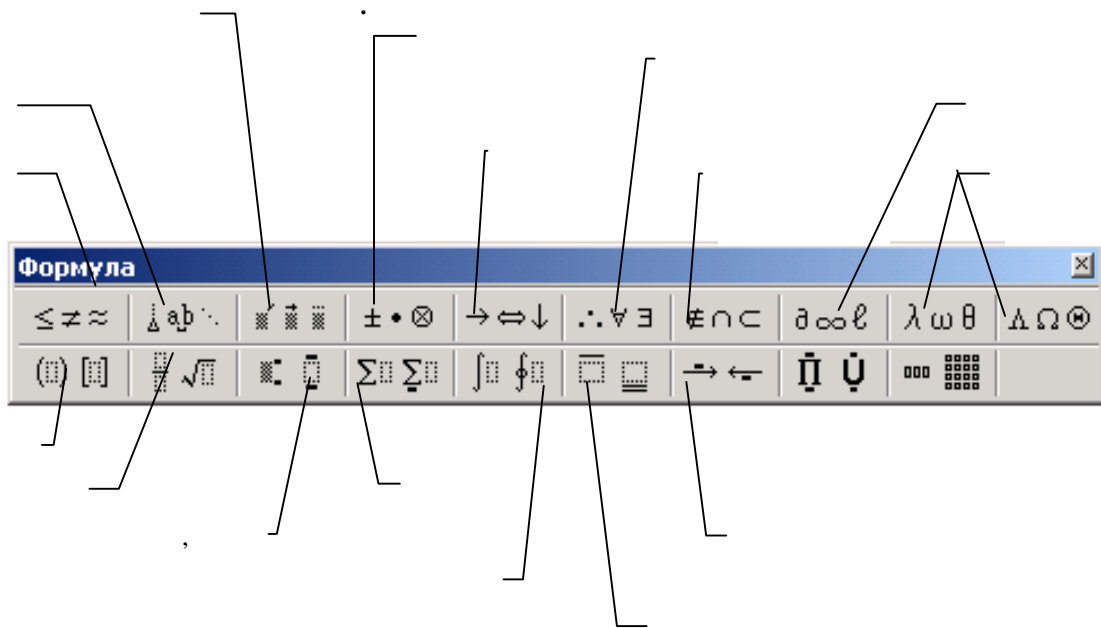 .
Формула
≤ ≠ ≈ a b ± • ⊗ → ⇔ ↓ ∴ ∀ ∃ ∉ ∩ ⊂ ∂ ∞ ℓ λ ω θ Λ Ω Θ
( ) [ ] √ Σ Σ ∫ ∮ → ← Π U
,